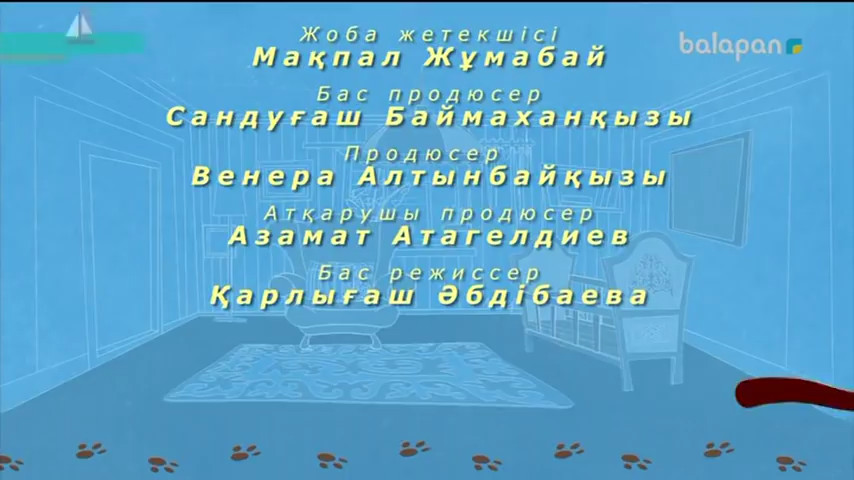 Жоба жетекшісі
balapan
Мақпал Жұмабай
Бас продюсер
Сандуғаш Баймаханқызы
Продюсер
Венера Алтынбайқызы
Атқарушы продюсер
Азамат Атагелдиев
Бас режиссер
Қарлығаш Әбдібаева